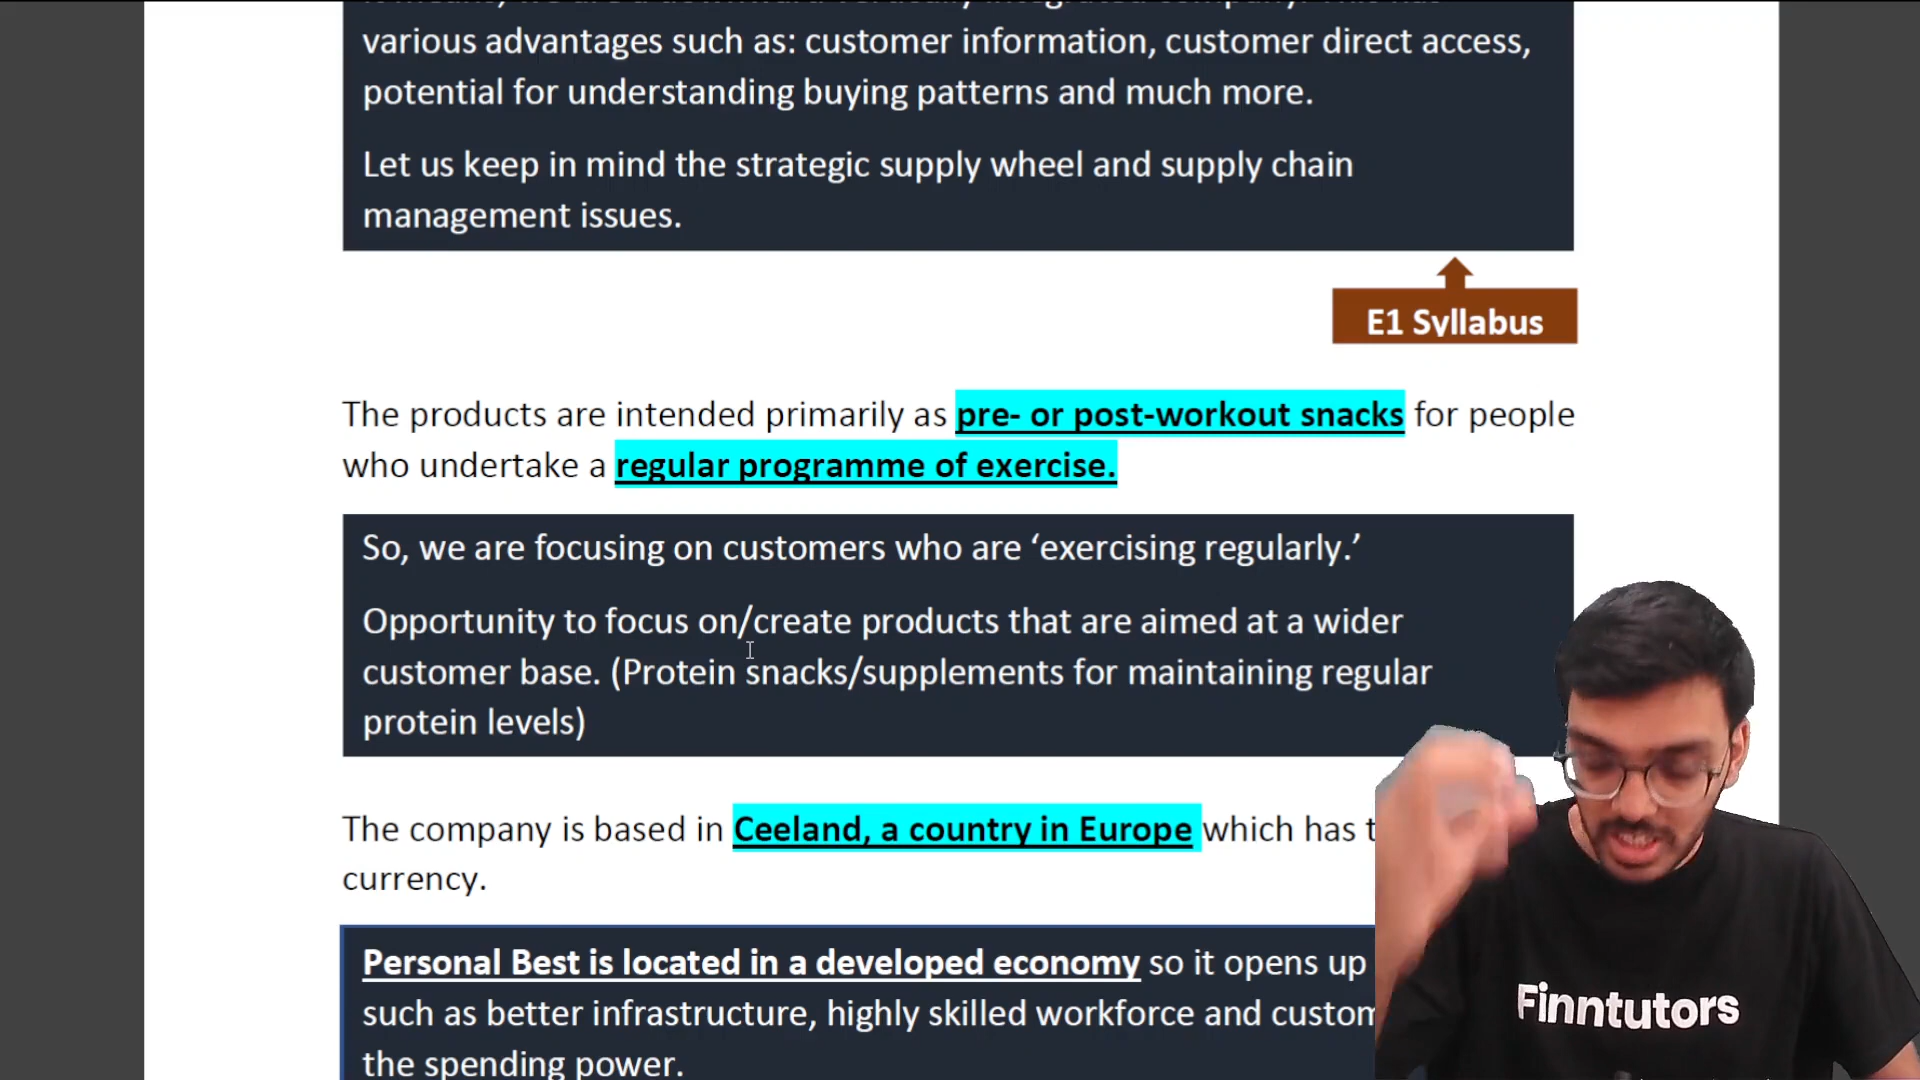 various advantages such as: customer information, customer direct access,
potential for understanding buying patterns and much more.
Let us keep in mind the strategic supply wheel and supply chain
management issues.
E1 Syllabus
The products are intended primarily as pre- or post-workout snacks for people
who undertake a regular programme of exercise.
So, we are focusing on customers who are ‘exercising regularly.’
Opportunity to focus on/create products that are aimed at a wider
customer base. (Protein snacks/supplements for maintaining regular
protein levels)
The company is based in Ceeland, a country in Europe which has
currency.
Personal Best is located in a developed economy so it opens up
such as better infrastructure, highly skilled workforce and
the spending power.
Finntutors